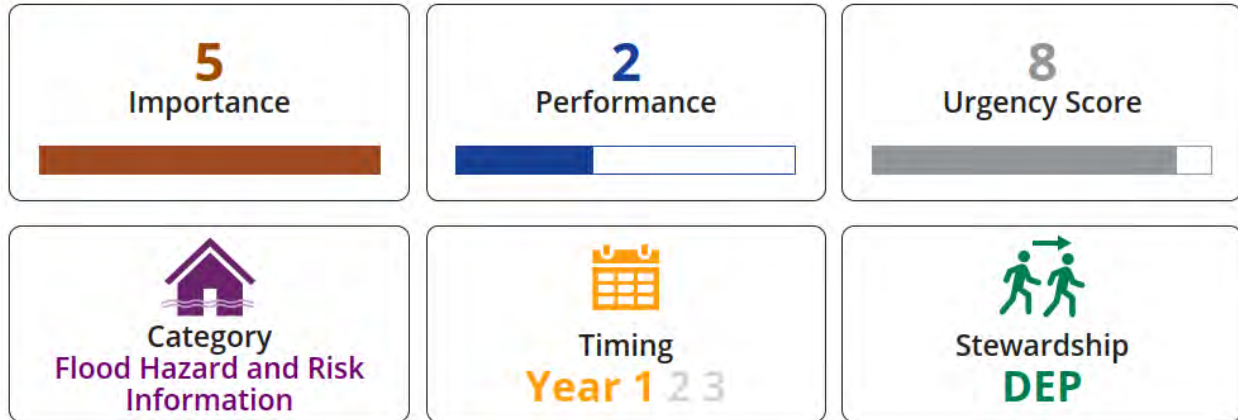 5
Importance
2
Performance
8
Urgency Score
Category
Flood Hazard and Risk
Information
Timing
Year 1 2 3
Stewardship
DEP